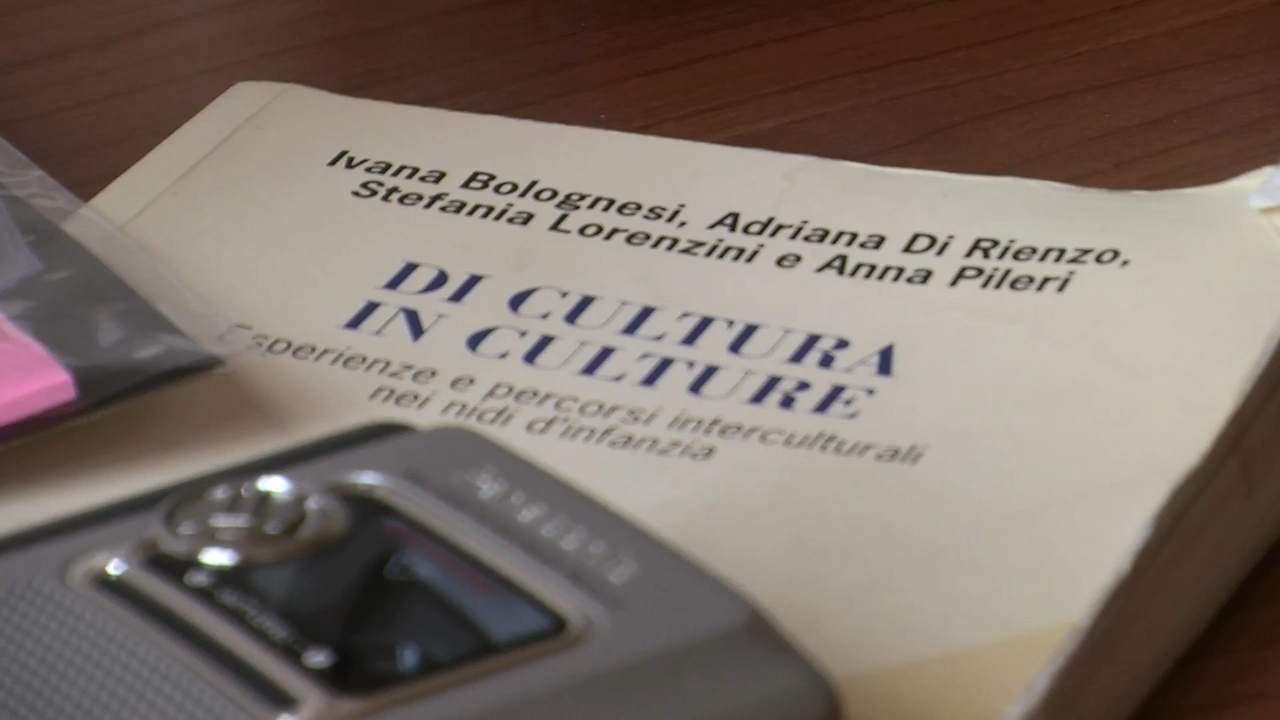 Ivana Bolognesi, Adriana Di Rienzo,
Stefania Lorenzini e Anna Pileri
DI CULTURA
IN CULTURE
Esperienze e percorsi interculturali
nei nidi d'infanzia